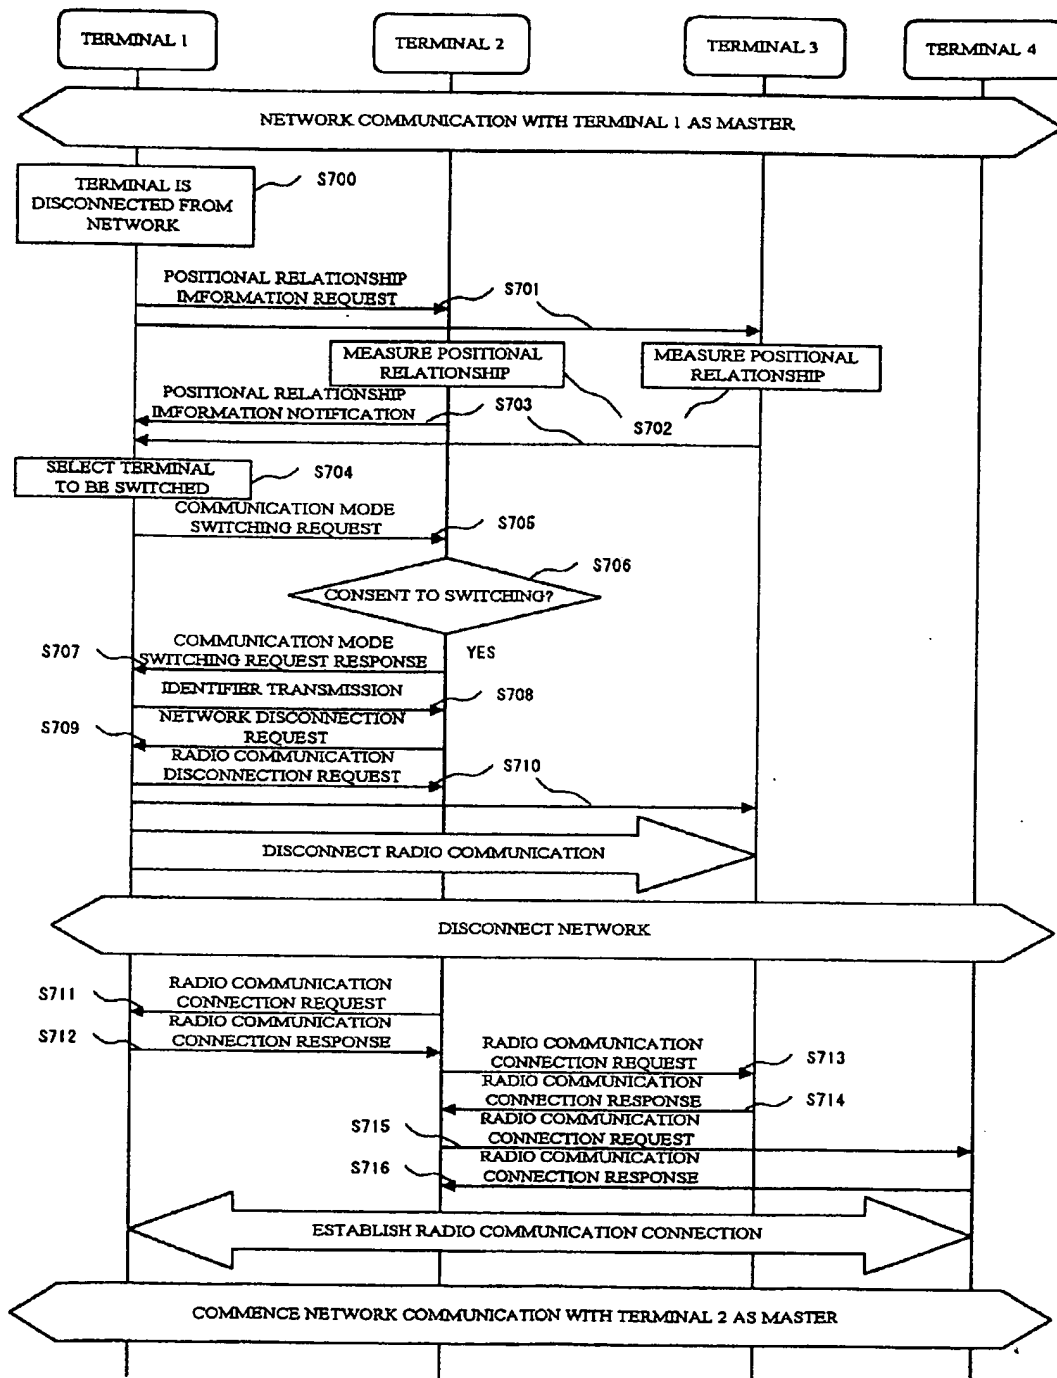 TERMINAL 1
TERMINAL 2
TERMINAL 3
TERMINAL 4
NETWORK COMMUNICATION WITH TERMINAL 1 AS MASTER
TERMINAL IS
DISCONNECTED FROM
NETWORK
S700
POSITIONAL RELATIONSHIP
IMFORMATION REQUEST
S701
MEASURE POSITIONAL
RELATIONSHIP
MEASURE POSITIONAL
RELATIONSHIP
S702
POSITIONAL RELATIONSHIP
IMFORMATION NOTIFICATION
S703
SELECT TERMINAL
TO BE SWITCHED
S704
COMMUNICATION MODE
SWITCHING REQUEST
S705
S706
CONSENT TO SWITCHING?
YES
S707
COMMUNICATION MODE
SWITCHING REQUEST RESPONSE
IDENTIFIER TRANSMISSION
S708
S709
NETWORK DISCONNECTION
REQUEST
RADIO COMMUNICATION
DISCONNECTION REQUEST
S710
DISCONNECT RADIO COMMUNICATION
DISCONNECT NETWORK
S711
RADIO COMMUNICATION
CONNECTION REQUEST
S712
RADIO COMMUNICATION
CONNECTION RESPONSE
RADIO COMMUNICATION
CONNECTION REQUEST
S713
RADIO COMMUNICATION
CONNECTION RESPONSE
S714
S715
RADIO COMMUNICATION
CONNECTION REQUEST
S716
RADIO COMMUNICATION
CONNECTION RESPONSE
ESTABLISH RADIO COMMUNICATION CONNECTION
COMMENCE NETWORK COMMUNICATION WITH TERMINAL 2 AS MASTER